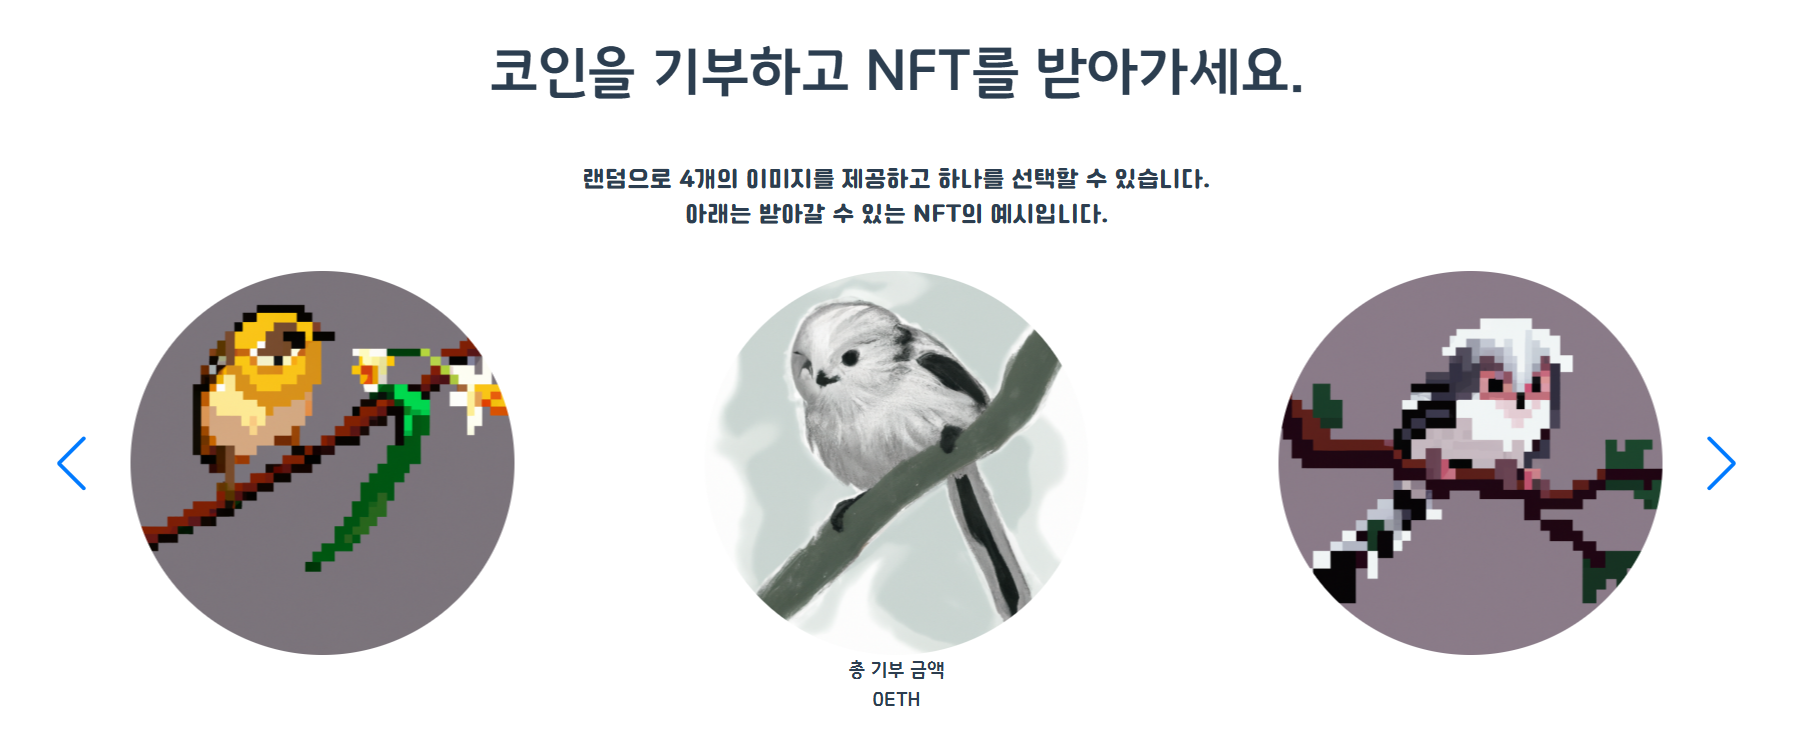 코인을 기부하고 NFT를 받아가세요.
랜덤으로 4개의 이미지를 제공하고 하나를 선택할 수 있습니다.
아래는 받아갈 수 있는 NFT의 예시입니다.
총 기부 금액
0ETH